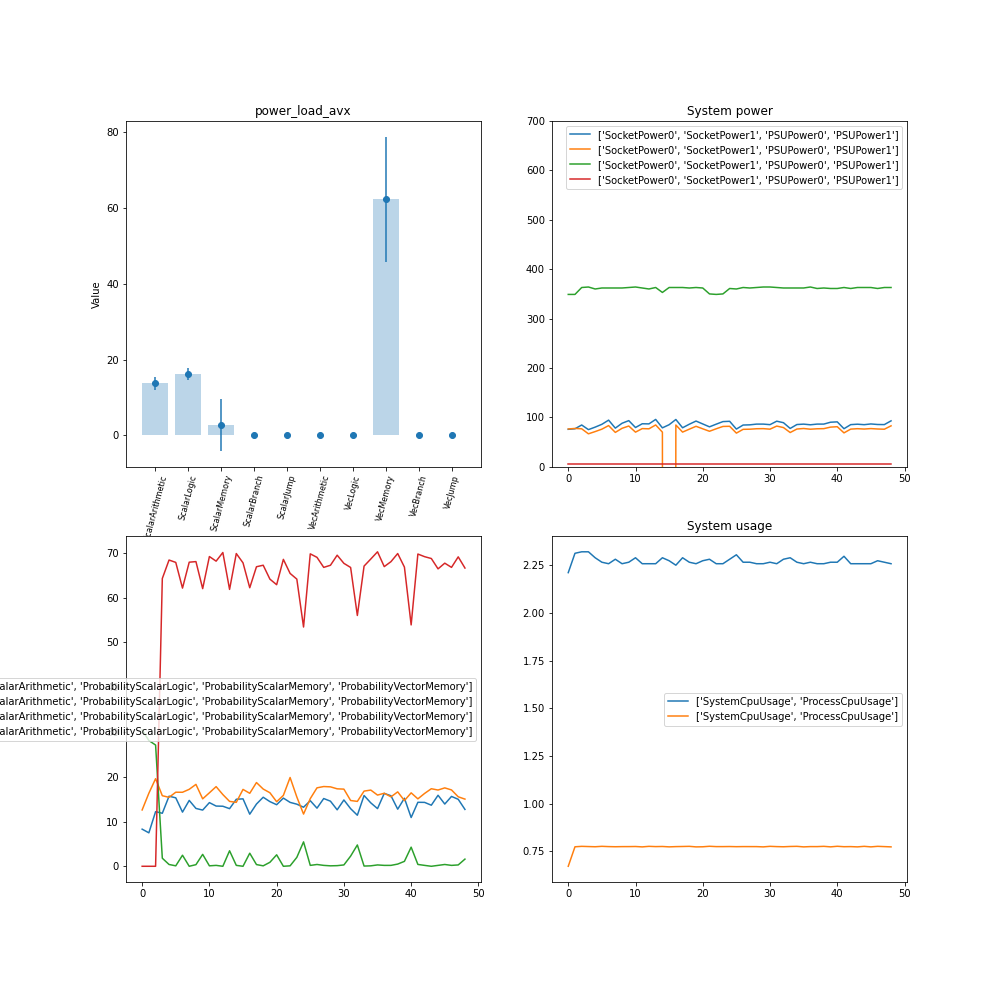 power_load_avx
80
60
40
20
0
Value
calarArithmetic
ScalarLogic
ScalarMemory
ScalarBranch
ScalarJump
VecArithmetic
VecLogic
VecMemory
VecBranch
VecJump
System power
700
600
500
400
300
200
100
0
['SocketPower0', 'SocketPower1', 'PSUPower0', 'PSUPower1']
['SocketPower0', 'SocketPower1', 'PSUPower0', 'PSUPower1']
['SocketPower0', 'SocketPower1', 'PSUPower0', 'PSUPower1']
['SocketPower0', 'SocketPower1', 'PSUPower0', 'PSUPower1']
0 10 20 30 40 50
70
60
50
alarArithmetic', 'ProbabilityScalarLogic', 'ProbabilityScalarMemory', 'ProbabilityVectorMemory']
alarArithmetic', 'ProbabilityScalarLogic', 'ProbabilityScalarMemory', 'ProbabilityVectorMemory']
alarArithmetic', 'ProbabilityScalarLogic', 'ProbabilityScalarMemory', 'ProbabilityVectorMemory']
alarArithmetic', 'ProbabilityScalarLogic', 'ProbabilityScalarMemory', 'ProbabilityVectorMemory']
20
10
0
0 10 20 30 40 50
System usage
2.25
2.00
1.75
1.50
1.25
1.00
0.75
['SystemCpuUsage', 'ProcessCpuUsage']
['SystemCpuUsage', 'ProcessCpuUsage']
0 10 20 30 40 50